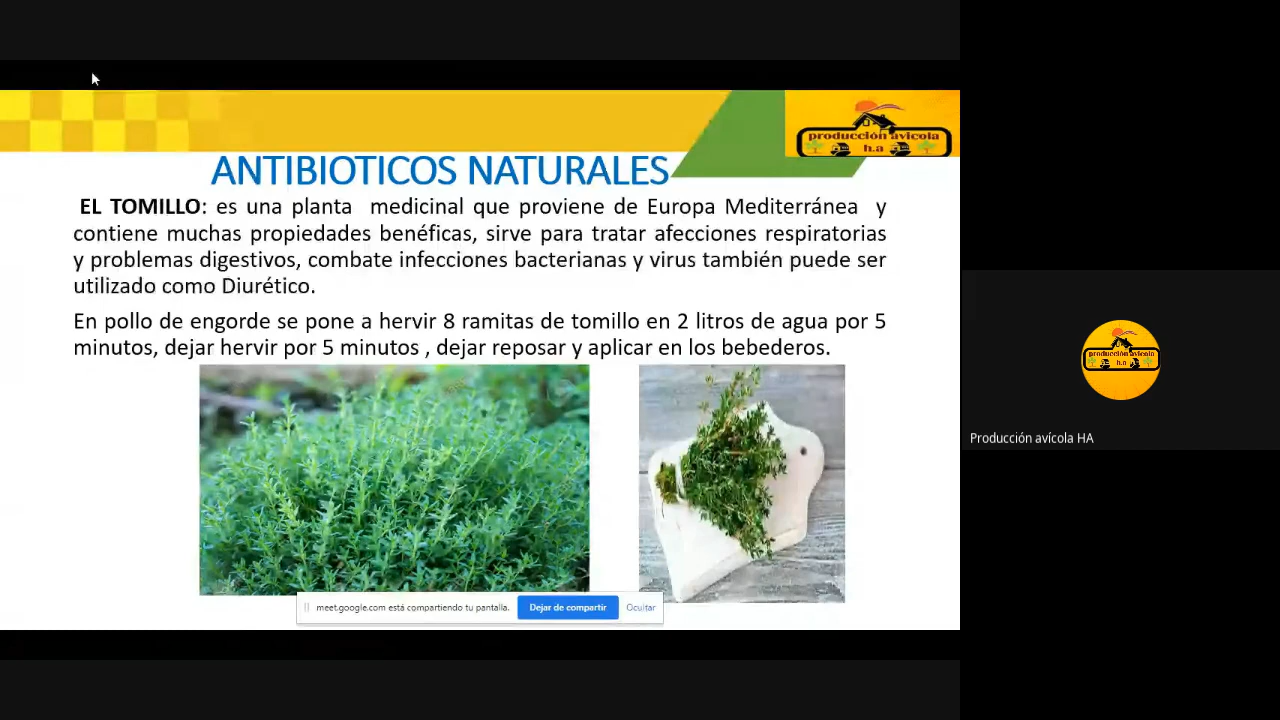 producción avicola
h.a
ANTIBIOTICOS NATURALES
EL TOMILLO: es una planta medicinal que proviene de Europa Mediterránea y
contiene muchas propiedades benéficas, sirve para tratar afecciones respiratorias
y problemas digestivos, combate infecciones bacterianas y virus también puede ser
utilizado como Diurético.
En pollo de engorde se pone a hervir 8 ramitas de tomillo en 2 litros de agua por 5
minutos, dejar hervir por 5 minutos , dejar reposar y aplicar en los bebederos.
meet.google.com está compartiendo tu pantalla.
Dejar de compartir
Ocultar
producción avicola
h.a
Producción avícola HA